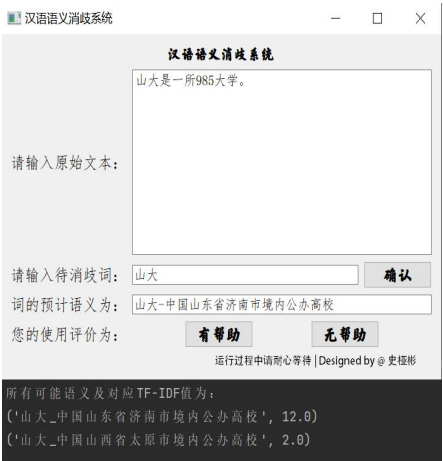 汉语语义消歧系统
汉语语义消歧系统
山大是一所985大学。
请输入原始文本：
请输入待消歧词：
山大
确认
词的预计语义为：
山大-中国山东省济南市境内公办高校
您的使用评价为：
有帮助
无帮助
运行过程中请耐心等待 | Designed by @ 史桠彬
所有可能语义及对应TF-IDF值为：
('山大_中国山东省济南市境内公办高校', 12.0)
('山大_中国山西省太原市境内公办高校', 2.0)